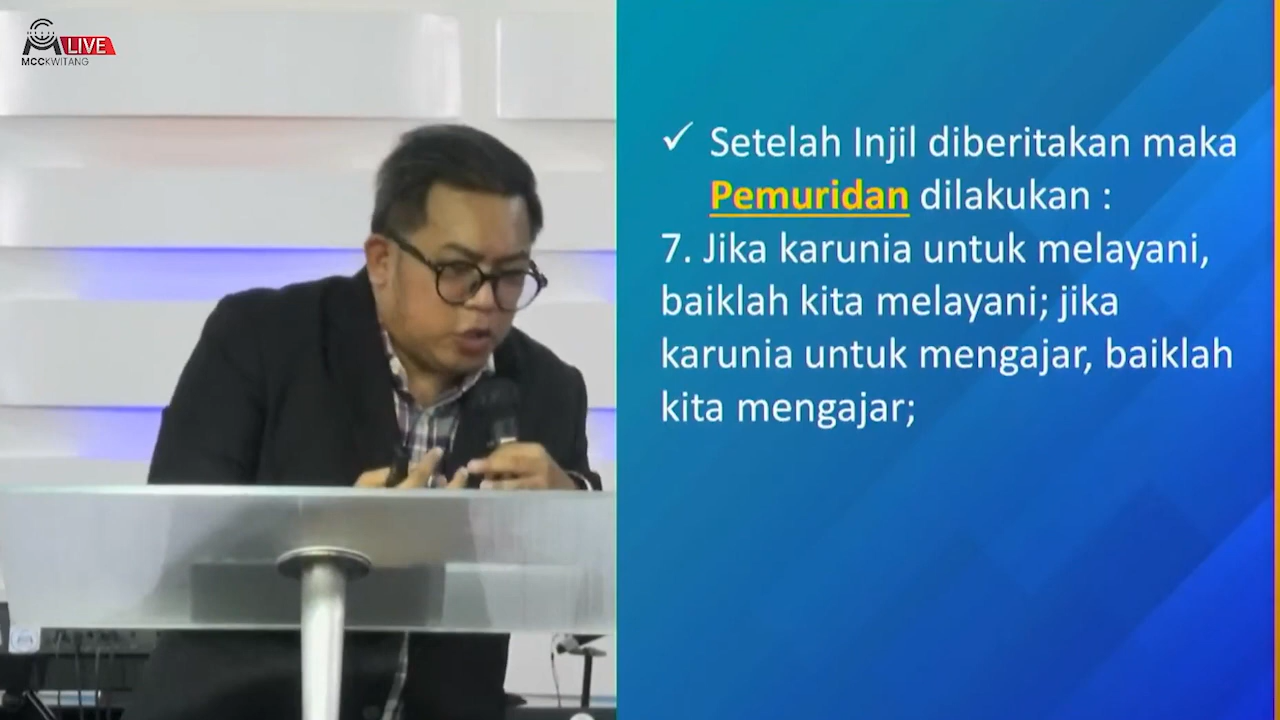 LIVE
MCCKWITANG
✓ Setelah Injil diberitakan maka
Pemuridan dilakukan :
7. Jika karunia untuk melayani,
baiklah kita melayani; jika
karunia untuk mengajar, baiklah
kita mengajar;